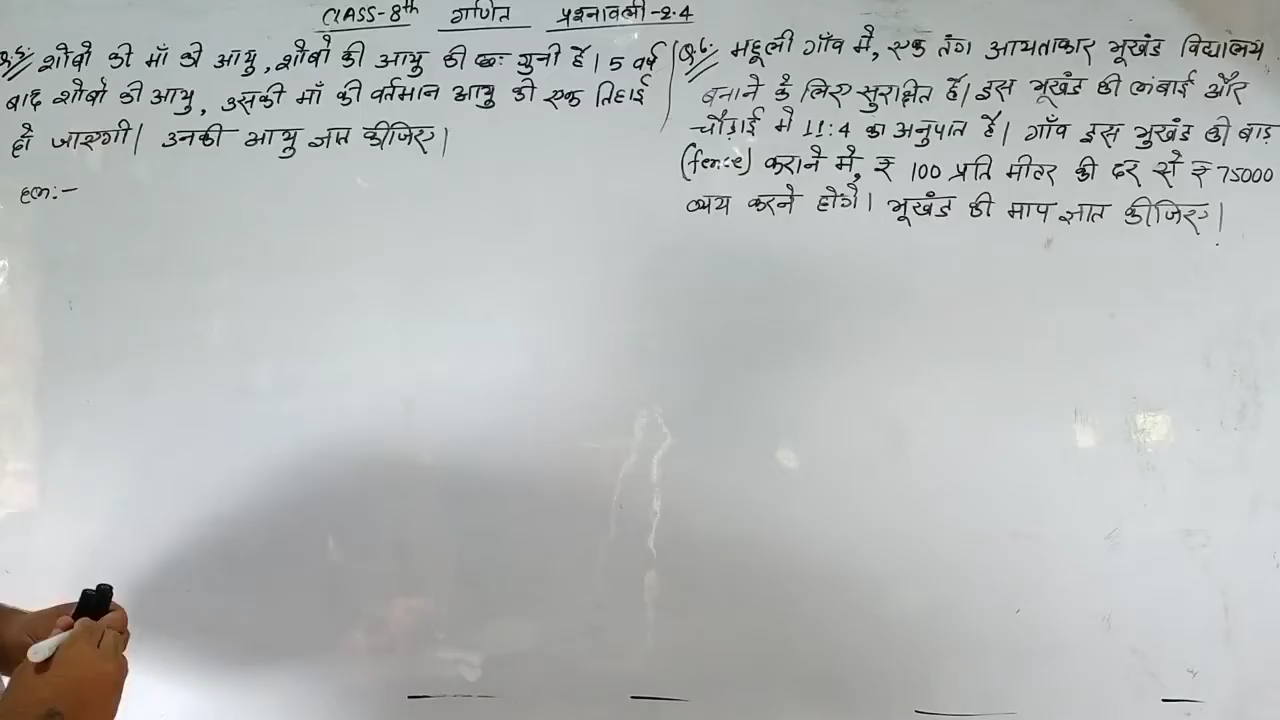 CLASS-8th गणित प्रश्नावली-2.4
Q.5: शोबो की माँ की आयु, शोबो की आयु की छः गुनी है। 5 वर्ष
बाद शोबो की आयु, उसकी माँ की वर्तमान आयु की एक तिहाई
हो जाएगी। उनकी आयु ज्ञात कीजिए।
हल:-
Q.6: महूली गाँव में, एक तंग आयताकार भूखंड विद्यालय
बनाने के लिए सुरक्षित है। इस भूखंड की लंबाई और
चौड़ाई में 11:4 का अनुपात है। गाँव इस भूखंड की बाड़
(fence) कराने में, ₹ 100 प्रति मीटर की दर से ₹ 75000
व्यय करने होंगे। भूखंड की माप ज्ञात कीजिए।